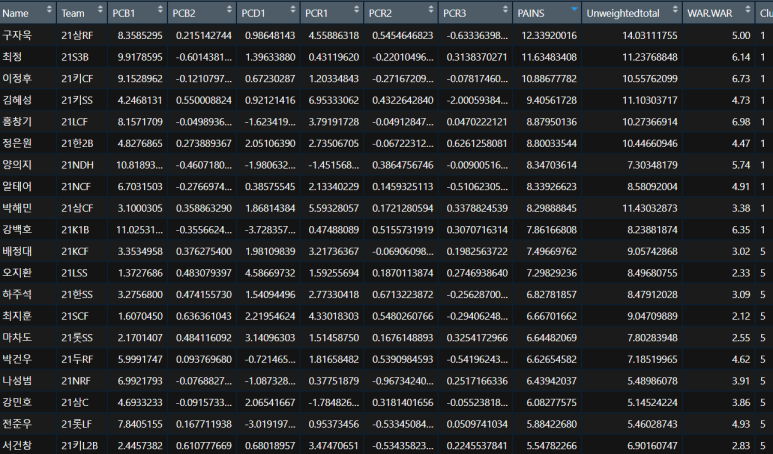 Name Team PCB1 PCB2 PCD1 PCR1 PCR2 PCR3 PAINS Unweightedtotal WAR.WAR Clu
구자욱 21삼RF 8.3585295 0.215142744 0.98648143 4.55886318 0.5454646823 -0.63336398... 12.33920016 14.03111755 5.00 1
최정 21S3B 9.9178595 -0.6014381... 1.39633880 0.43119620 -0.22010496... 0.3138370271 11.63483408 11.23768848 6.14 1
이정후 21키CF 9.1528962 -0.1210797... 0.67230287 1.20334843 -0.27167209... -0.07817460... 10.88677782 10.55762099 6.73 1
김혜성 21키SS 4.2468131 0.550008824 0.92121416 6.95333062 0.4322642840 -2.00059384... 9.40561728 11.10303717 4.73 1
홍창기 21LCF 8.1571709 -0.0498936... -1.623419... 3.79191728 -0.04912847... 0.0470222121 8.87950136 10.27366914 6.98 1
정은원 21한2B 4.8276865 0.273889367 2.05106390 2.73506705 -0.06722312... 0.6261258081 8.80033544 10.44660946 4.47 1
양의지 21NDH 10.81893... -0.4607180... -1.980632... -1.451568... 0.3864756746 -0.00900516... 8.34703614 7.30348179 5.74 1
알테어 21NCF 6.7031503 -0.2766974... 0.38575545 2.13340229 0.1459325113 -0.51062305... 8.33926623 8.58092004 4.91 1
박해민 21삼CF 3.1000305 0.358863290 1.86814384 5.59328057 0.1721280594 0.3378824539 8.29888845 11.43032873 3.38 1
강백호 21K1B 11.02531... -0.3556624... -3.728357... 0.47488089 0.5155731919 0.3070716314 7.86166808 8.23881874 6.35 1
배정대 21KCF 3.3534958 0.376275400 1.98109839 3.21736367 -0.06906098... 0.1982563722 7.49669762 9.05742868 3.02 5
오지환 21LSS 1.3727686 0.483079397 4.58669732 1.59255694 0.1870113874 0.2746938640 7.29829236 8.49680755 2.33 5
하주석 21한SS 3.2756800 0.474155730 1.54094496 2.77330418 0.6713223872 -0.25628700... 6.82781857 8.47912028 3.09 5
최지훈 21SCF 1.6070450 0.636361043 2.21954624 4.33018303 0.5480260766 -0.29406248... 6.66701662 9.04709889 2.12 5
마차도 21롯SS 2.1701407 0.484116092 3.14096303 1.51458750 0.1676148893 0.3254172966 6.64482069 7.80283948 2.55 5
박건우 21두RF 5.9991747 0.093769680 -0.721465... 1.81658482 0.5390984593 -0.54196243... 6.62654582 7.18519965 4.62 5
나성범 21NRF 6.9921793 -0.0768827... -1.087328... 0.37751879 -0.96734240... 0.2517166336 6.43942037 5.48986078 3.91 5
강민호 21삼C 4.6933233 -0.0915733... 2.06541667 -1.784826... 0.3181401656 -0.05523818... 6.08277575 5.14524224 3.86 5
전준우 21롯LF 7.8405155 0.167711938 -3.019197... 0.95373456 -0.53345084... 0.0509741034 5.88422680 5.46028743 4.93 5
서건창 21키L2B 2.4457382 0.610777669 0.68018957 3.47470651 -0.53435823... 0.2245537841 5.54782266 6.90160747 2.83 5